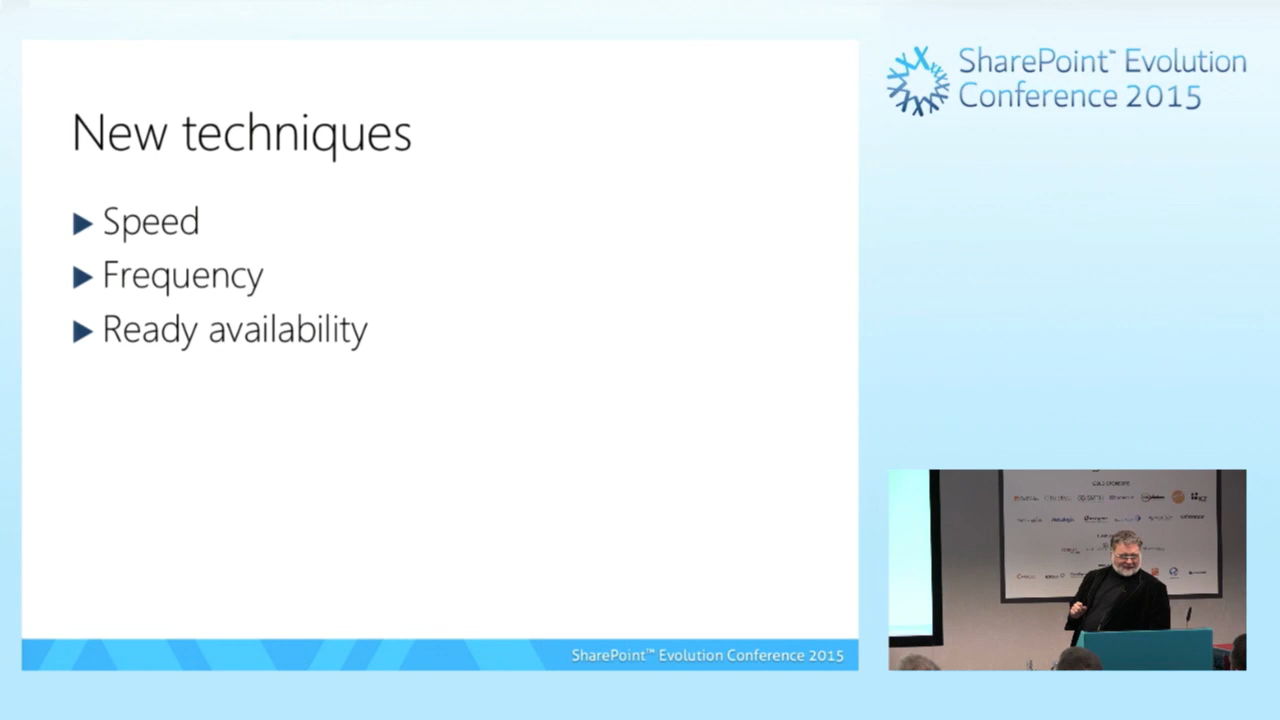 New techniques
▶ Speed
▶ Frequency
▶ Ready availability
SharePoint™ Evolution Conference 2015
SharePoint™ Evolution
Conference 2015